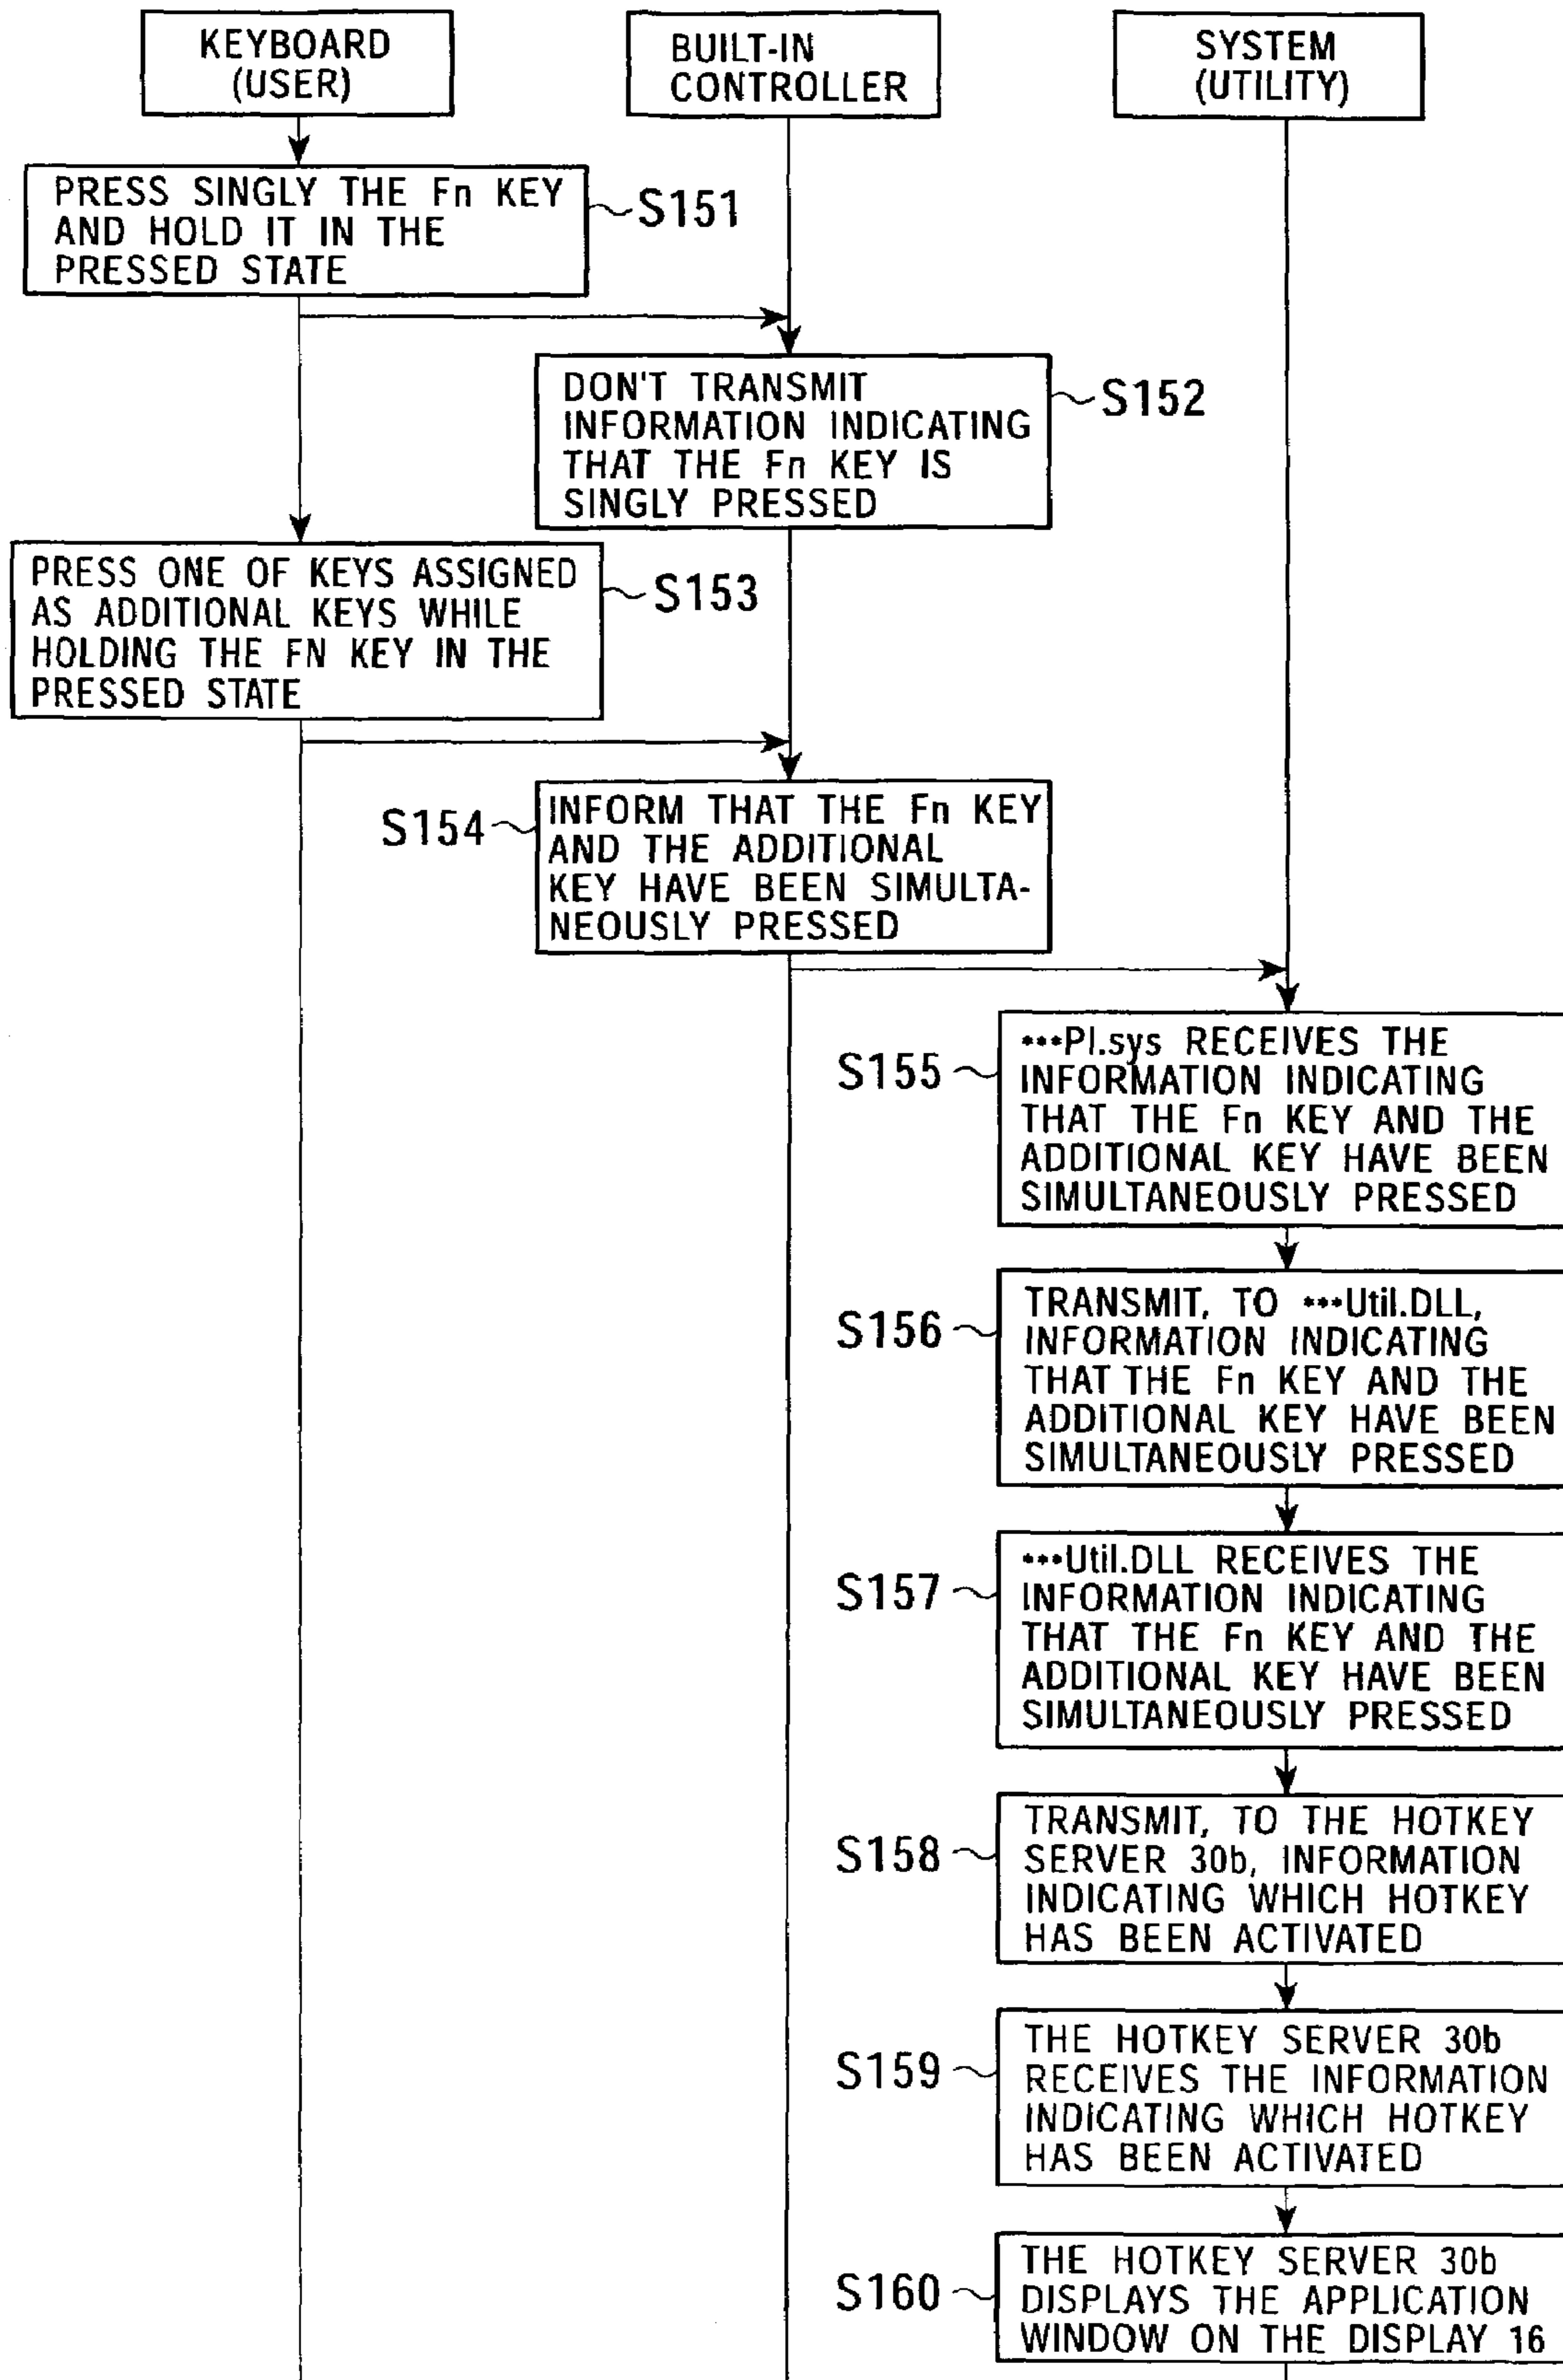 KEYBOARD
(USER)
BUILT-IN
CONTROLLER
SYSTEM
(UTILITY)
PRESS SINGLY THE Fn KEY
AND HOLD IT IN THE
PRESSED STATE
S151
DON'T TRANSMIT
INFORMATION INDICATING
THAT THE Fn KEY IS
SINGLY PRESSED
S152
PRESS ONE OF KEYS ASSIGNED
AS ADDITIONAL KEYS WHILE
HOLDING THE FN KEY IN THE
PRESSED STATE
S153
S154
INFORM THAT THE Fn KEY
AND THE ADDITIONAL
KEY HAVE BEEN SIMULTA-
NEOUSLY PRESSED
S155
•••PI.sys RECEIVES THE
INFORMATION INDICATING
THAT THE Fn KEY AND THE
ADDITIONAL KEY HAVE BEEN
SIMULTANEOUSLY PRESSED
S156
TRANSMIT, TO •••Util.DLL,
INFORMATION INDICATING
THAT THE Fn KEY AND THE
ADDITIONAL KEY HAVE BEEN
SIMULTANEOUSLY PRESSED
S157
•••Util.DLL RECEIVES THE
INFORMATION INDICATING
THAT THE Fn KEY AND THE
ADDITIONAL KEY HAVE BEEN
SIMULTANEOUSLY PRESSED
S158
TRANSMIT, TO THE HOTKEY
SERVER 30b, INFORMATION
INDICATING WHICH HOTKEY
HAS BEEN ACTIVATED
S159
THE HOTKEY SERVER 30b
RECEIVES THE INFORMATION
INDICATING WHICH HOTKEY
HAS BEEN ACTIVATED
S160
THE HOTKEY SERVER 30b
DISPLAYS THE APPLICATION
WINDOW ON THE DISPLAY 16